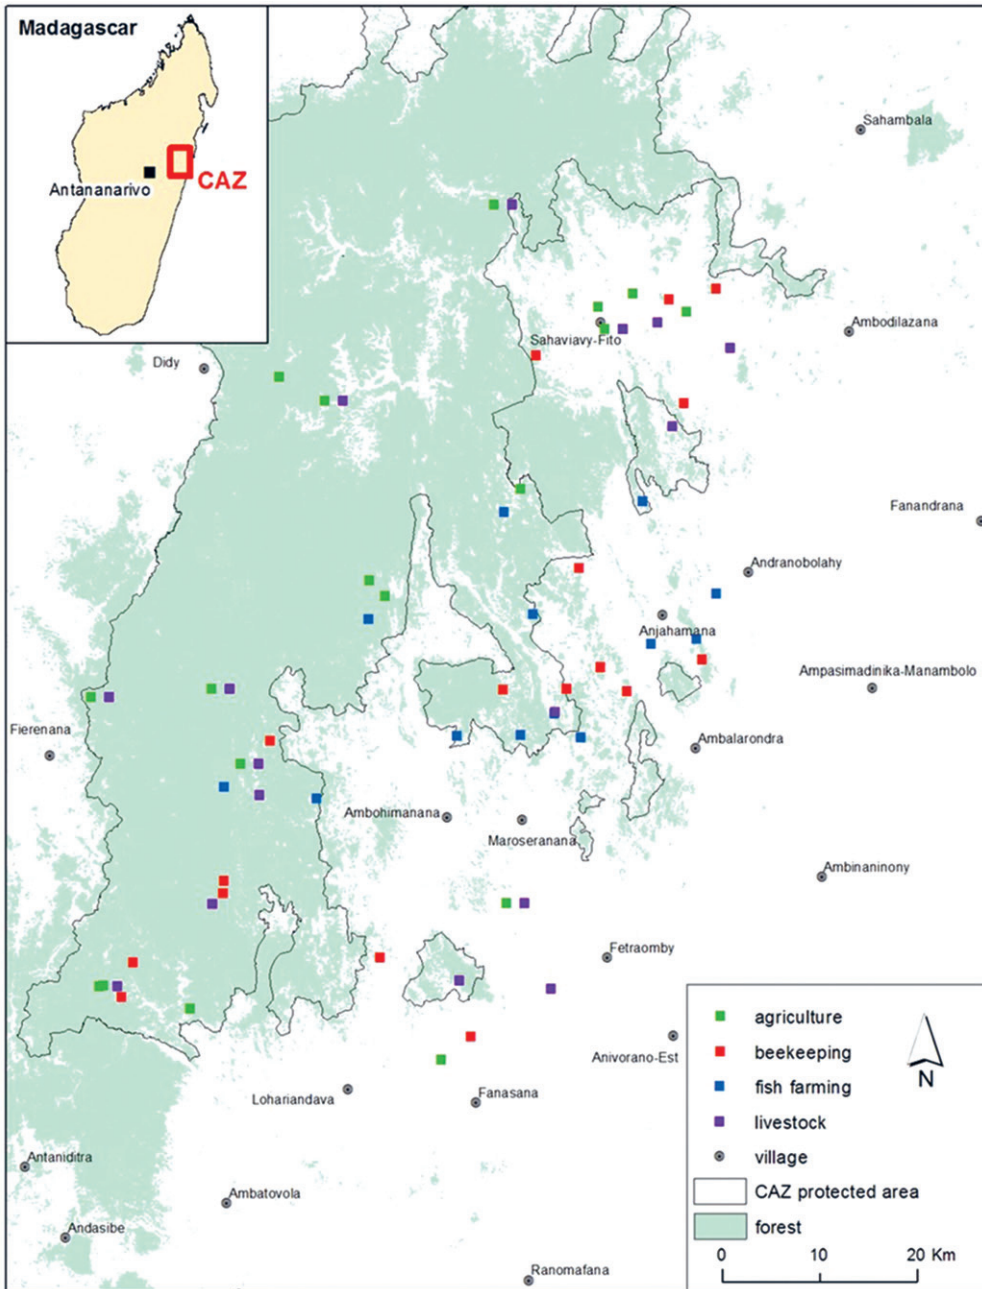 Madagascar
Antananarivo
CAZ
Sahambala
Sahaviavy-Fito
Ambodilazana
Didy
Fanandrana
Andranobolahy
Anjahamana
Ampasimadinika-Manambolo
Fierenana
Ambalarondra
Ambohimanana
Maroseranana
Ambinaninony
Fetraomby
Anivorano-Est
Lohariandava
Fanasana
Antaniditra
Ambatovola
Andasibe
Ranomafana
agriculture
beekeeping
fish farming
livestock
village
CAZ protected area
forest
N
0 10 20 Km